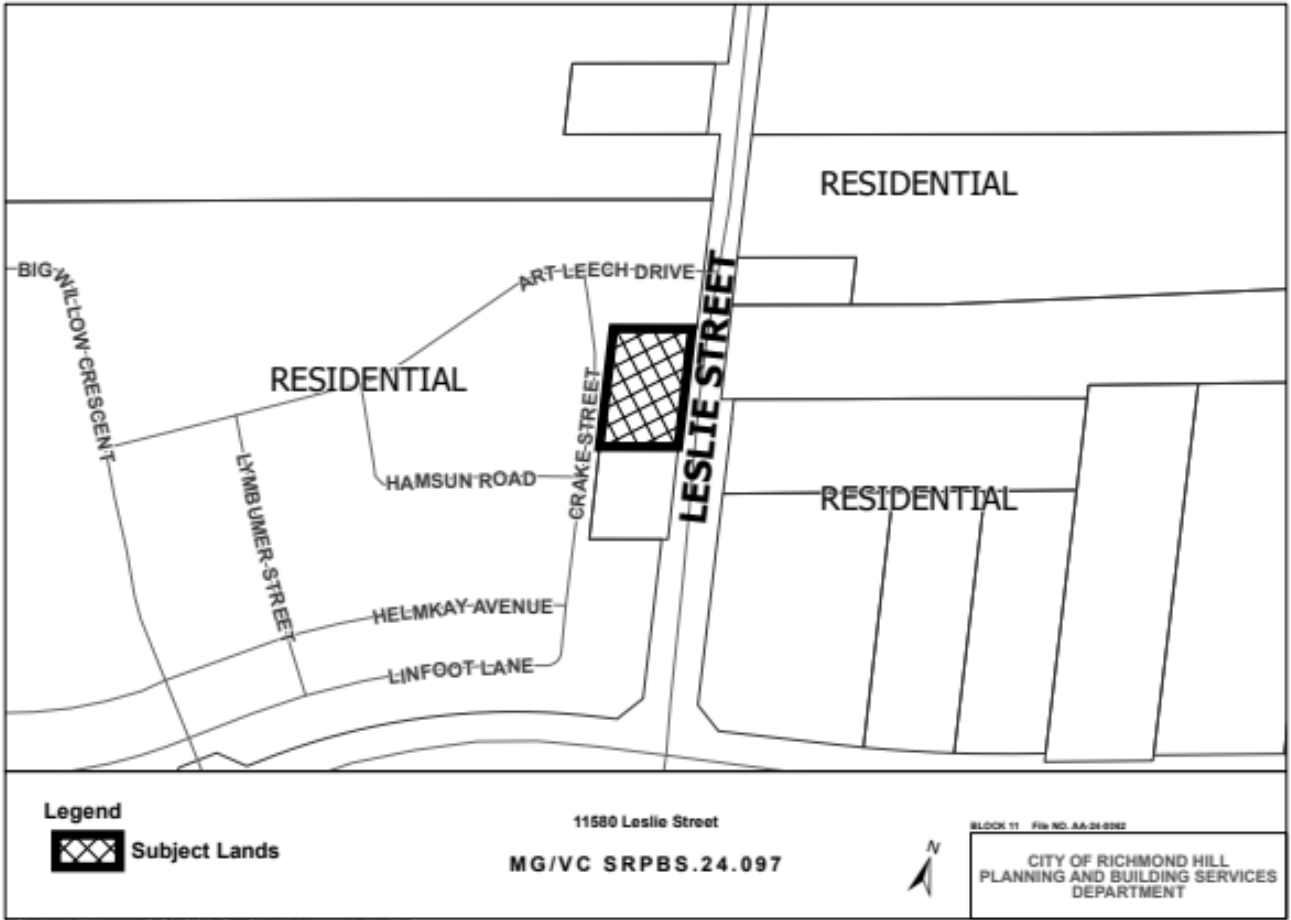 RESIDENTIAL
BIG WILLOW CRESCENT
ART LEECH DRIVE
LESLIE STREET
RESIDENTIAL
CRAKE STREET
LYMBUMER STREET
HAMSUN ROAD
RESIDENTIAL
HELMKAY AVENUE
LINFOOT LANE
Legend
Subject Lands
11580 Leslie Street
MG/VC SRPBS.24.097
N
BLOCK 11 File NO. AA-24-0062
CITY OF RICHMOND HILL
PLANNING AND BUILDING SERVICES
DEPARTMENT